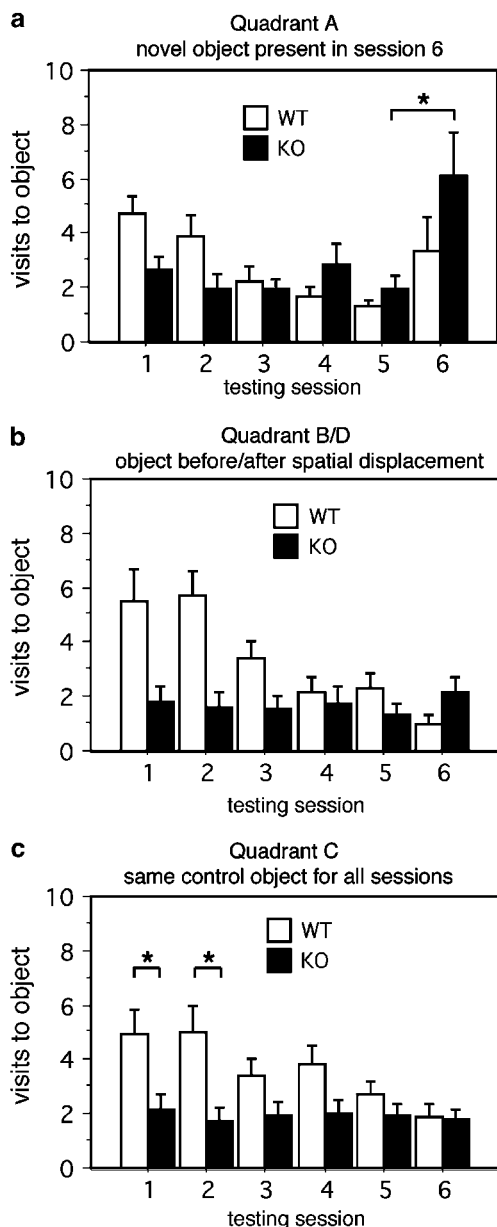 a
Quadrant A
novel object present in session 6
10
8
6
4
2
0
visits to object
WT
KO
*
1 2 3 4 5 6
testing session
b
Quadrant B/D
object before/after spatial displacement
10
8
6
4
2
0
visits to object
WT
KO
1 2 3 4 5 6
testing session
c
Quadrant C
same control object for all sessions
10
8
6
4
2
0
visits to object
WT
KO
* *
1 2 3 4 5 6
testing session